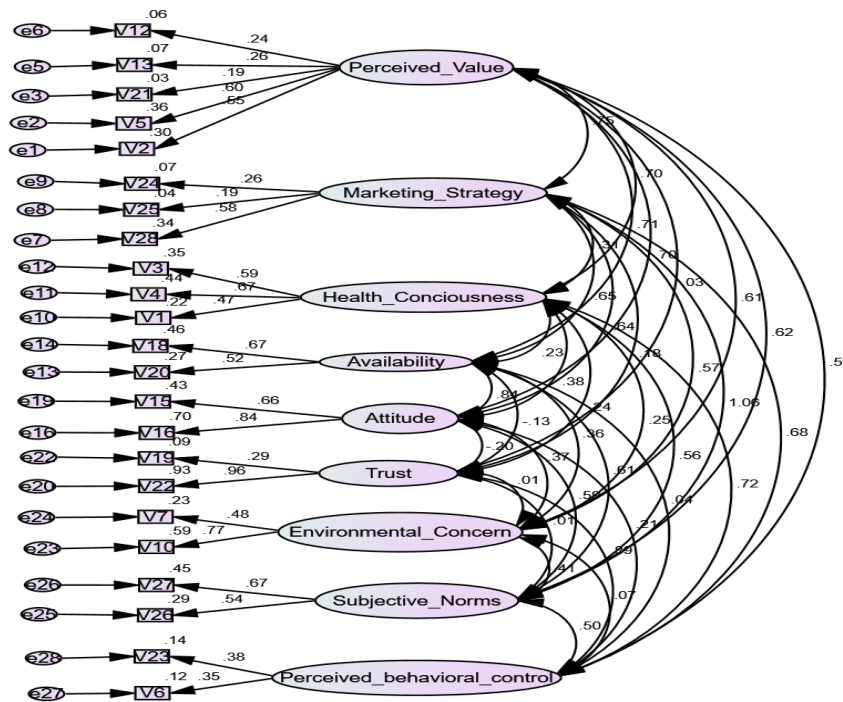 .06
e6 V12 .24
.07
e5 V13 .26 Perceived_Value
.03 .19
e3 V21 .60
.36 .55
e2 V5
.30
e1 V2 .75
.07
e9 V24 .26 .70
.04 .19
e8 V25 .58 Marketing_Strategy
.34 .71
e7 V28 .31 .70
.35
e12 V3 .59 .03
.44 .67
e11 V4 .47 Health_Conciousness .65 .61
.22
e10 V1 .64 .62
.46
e14 V18 .67 .23 .18
.27 .52 Availability .57 .5
e13 V20 .38
.43
e19 V15 .66 .84 .24 1.06
.70 .84 Attitude -.13 .25 .68
e16 V16 .36
.09
e22 V19 .29 -.20 .37 .56
.93 .96 Trust .61 .72
e20 V22 .01 .59 .04
.23
e24 V7 .48 .01 .21
.59 .77 Environmental_Concern
e23 V10 .89
.45 .41
e26 V27 .67
.29 .54 Subjective_Norms .07
e25 V26
.50
.14
e28 V23 .38
.12 .35 Perceived_behavioral_control
e27 V6